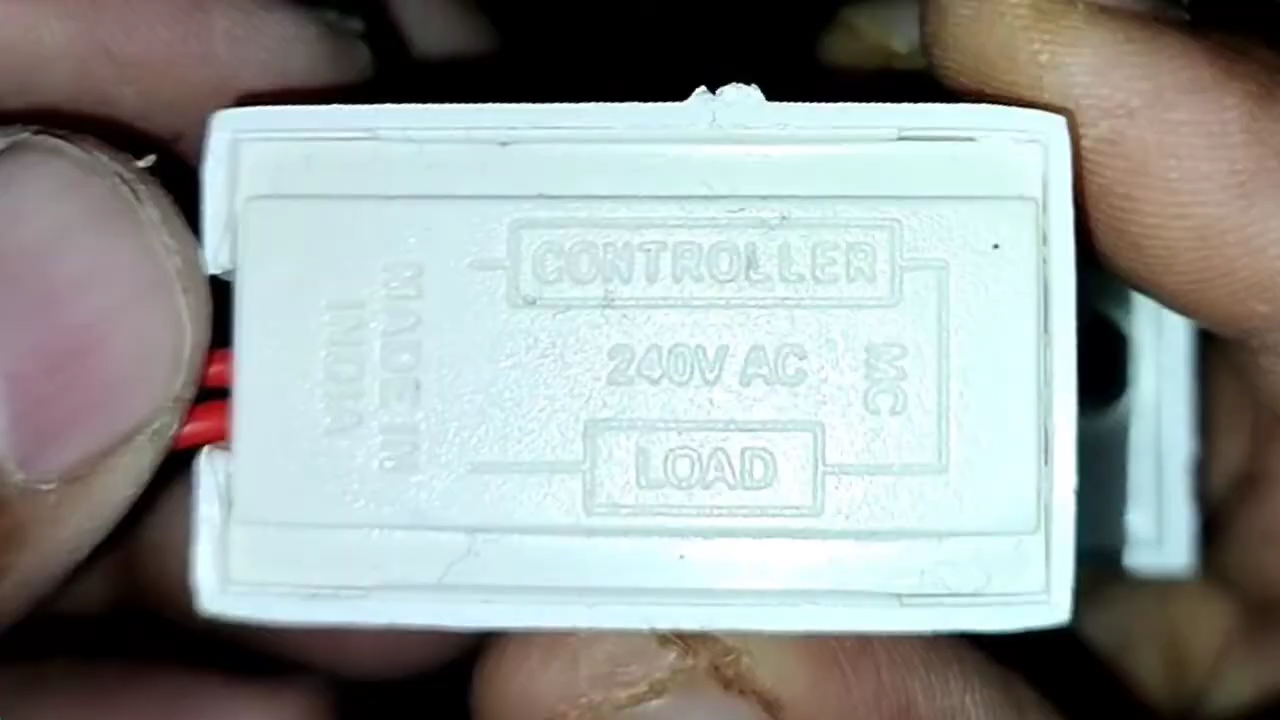 CONTROLLER
240V AC
MC
LOAD
MADE IN
INDIA